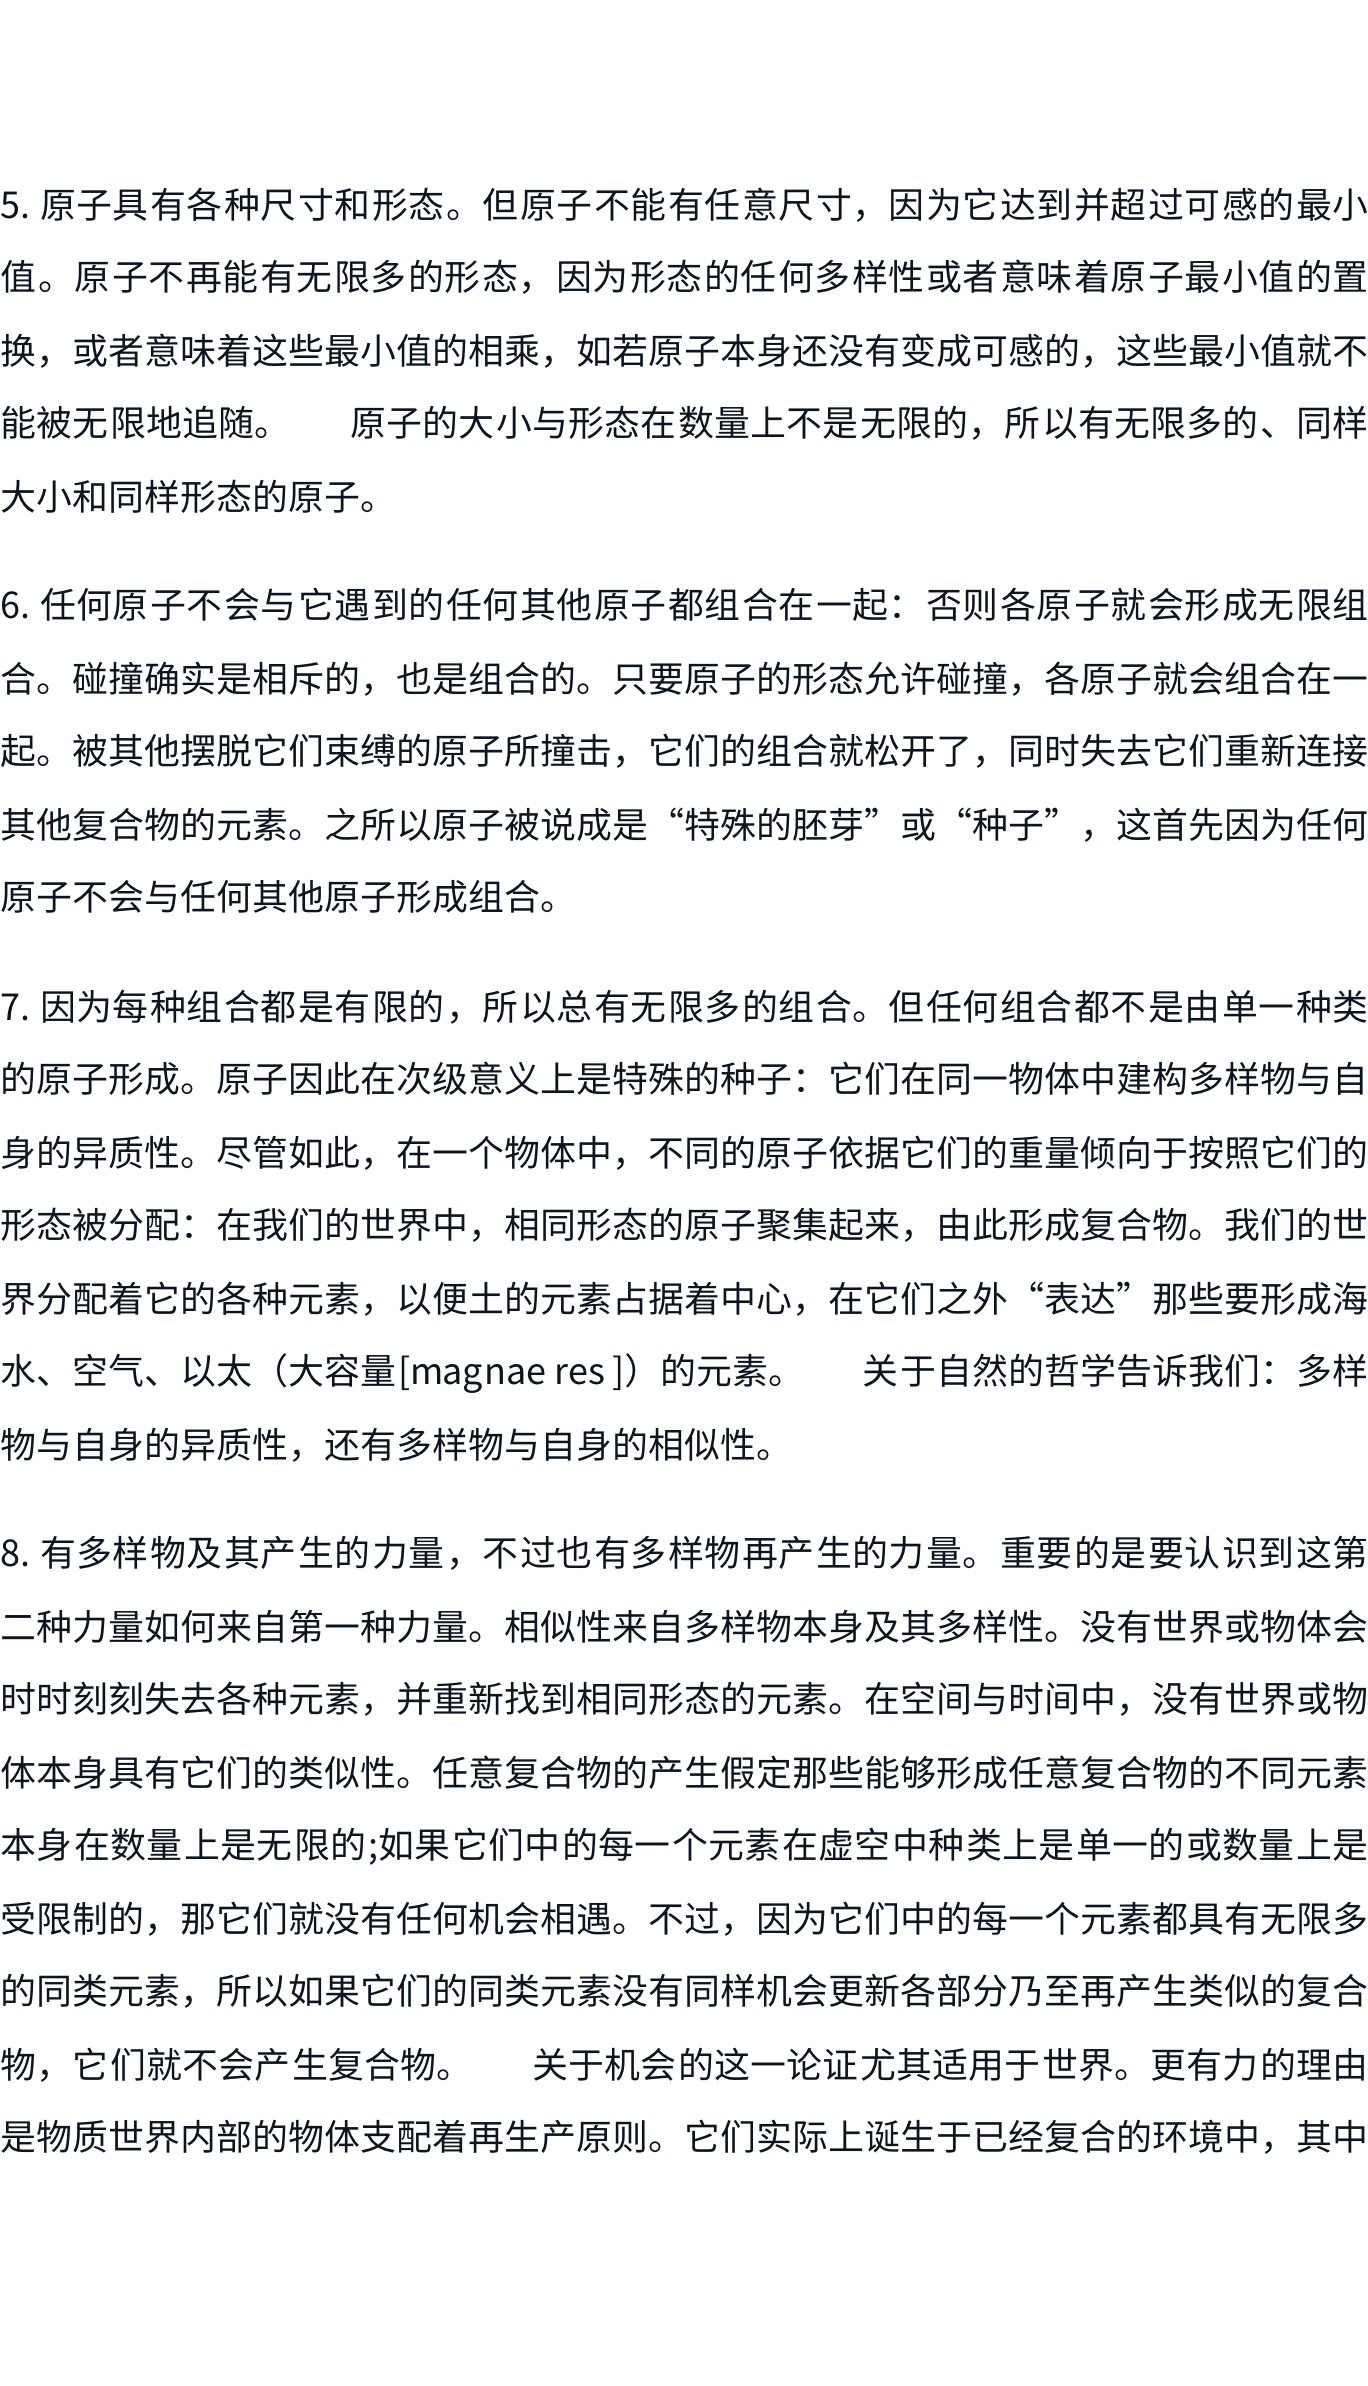 5. 原子具有各种尺寸和形态。但原子不能有任意尺寸，因为它达到并超过可感的最小
值。原子不再能有无限多的形态，因为形态的任何多样性或者意味着原子最小值的置
换，或者意味着这些最小值的相乘，如若原子本身还没有变成可感的，这些最小值就不
能被无限地追随。　　原子的大小与形态在数量上不是无限的，所以有无限多的、同样
大小和同样形态的原子。
6. 任何原子不会与它遇到的任何其他原子都组合在一起：否则各原子就会形成无限组
合。碰撞确实是相斥的，也是组合的。只要原子的形态允许碰撞，各原子就会组合在一
起。被其他摆脱它们束缚的原子所撞击，它们的组合就松开了，同时失去它们重新连接
其他复合物的元素。之所以原子被说成是“特殊的胚芽”或“种子”，这首先因为任何
原子不会与任何其他原子形成组合。
7. 因为每种组合都是有限的，所以总有无限多的组合。但任何组合都不是由单一种类
的原子形成。原子因此在次级意义上是特殊的种子：它们在同一物体中建构多样物与自
身的异质性。尽管如此，在一个物体中，不同的原子依据它们的重量倾向于按照它们的
形态被分配：在我们的世界中，相同形态的原子聚集起来，由此形成复合物。我们的世
界分配着它的各种元素，以便土的元素占据着中心，在它们之外“表达”那些要形成海
水、空气、以太（大容量[magnae res ]）的元素。　　关于自然的哲学告诉我们：多样
物与自身的异质性，还有多样物与自身的相似性。
8. 有多样物及其产生的力量，不过也有多样物再产生的力量。重要的是要认识到这第
二种力量如何来自第一种力量。相似性来自多样物本身及其多样性。没有世界或物体会
时时刻刻失去各种元素，并重新找到相同形态的元素。在空间与时间中，没有世界或物
体本身具有它们的类似性。任意复合物的产生假定那些能够形成任意复合物的不同元素
本身在数量上是无限的;如果它们中的每一个元素在虚空中种类上是单一的或数量上是
受限制的，那它们就没有任何机会相遇。不过，因为它们中的每一个元素都具有无限多
的同类元素，所以如果它们的同类元素没有同样机会更新各部分乃至再产生类似的复合
物，它们就不会产生复合物。　　关于机会的这一论证尤其适用于世界。更有力的理由
是物质世界内部的物体支配着再生产原则。它们实际上诞生于已经复合的环境中，其中